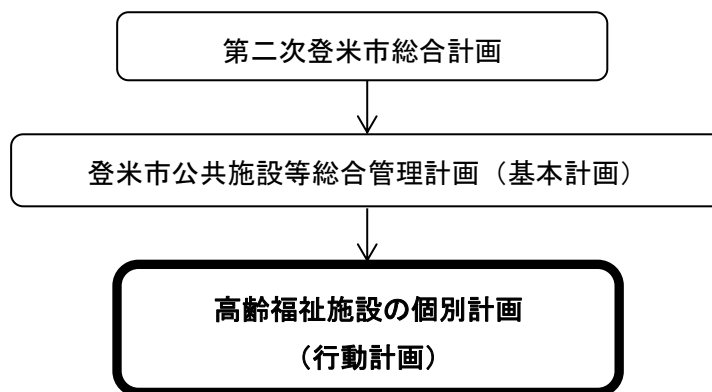 第二次登米市総合計画
登米市公共施設等総合管理計画（基本計画）
高齢福祉施設の個別計画
（行動計画）